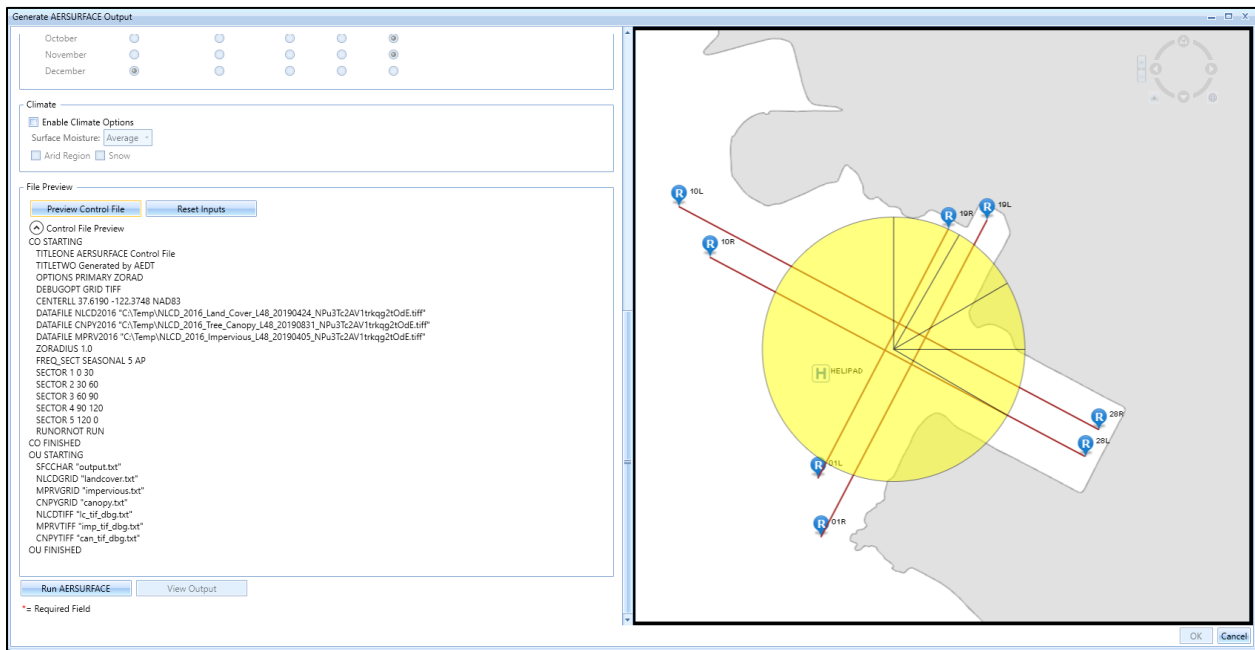 Generate AERSURFACE Output
October
November
December
Climate
Enable Climate Options
Surface Moisture: Average
Arid Region Snow
File Preview
Preview Control File Reset Inputs
Control File Preview
CO STARTING
TITLEONE AERSURFACE Control File
TITLETWO Generated by AEDT
OPTIONS PRIMARY ZORAD
DEBUGOPT GRID TIFF
CENTERLL 37.6190 -122.3748 NAD83
DATAFILE NLCD2016 "C:\Temp\NLCD_2016_Land_Cover_L48_20190424_NPu3Tc2AV1trkqg2tOdE.tiff"
DATAFILE CNPY2016 "C:\Temp\NLCD_2016_Tree_Canopy_L48_20190831_NPu3Tc2AV1trkqg2tOdE.tiff"
DATAFILE MPRV2016 "C:\Temp\NLCD_2016_Impervious_L48_20190405_NPu3Tc2AV1trkqg2tOdE.tiff"
ZORADIUS 1.0
FREQ_SECT SEASONAL 5 AP
SECTOR 1 0 30
SECTOR 2 30 60
SECTOR 3 60 90
SECTOR 4 90 120
SECTOR 5 120 0
RUNORNOT RUN
CO FINISHED
OU STARTING
SFCCHAR "output.txt"
NLCDGRID "landcover.txt"
MPRVGRID "impervious.txt"
CNPYGRID "canopy.txt"
NLCDTIFF "lc_tif_dbg.txt"
MPRVTIFF "imp_tif_dbg.txt"
CNPYTIFF "can_tif_dbg.txt"
OU FINISHED
Run AERSURFACE View Output
*= Required Field
R 10L
R 19R
R 19L
R 10R
H HELIPAD
R 28R
R 28L
R 01L
R 01R
OK Cancel